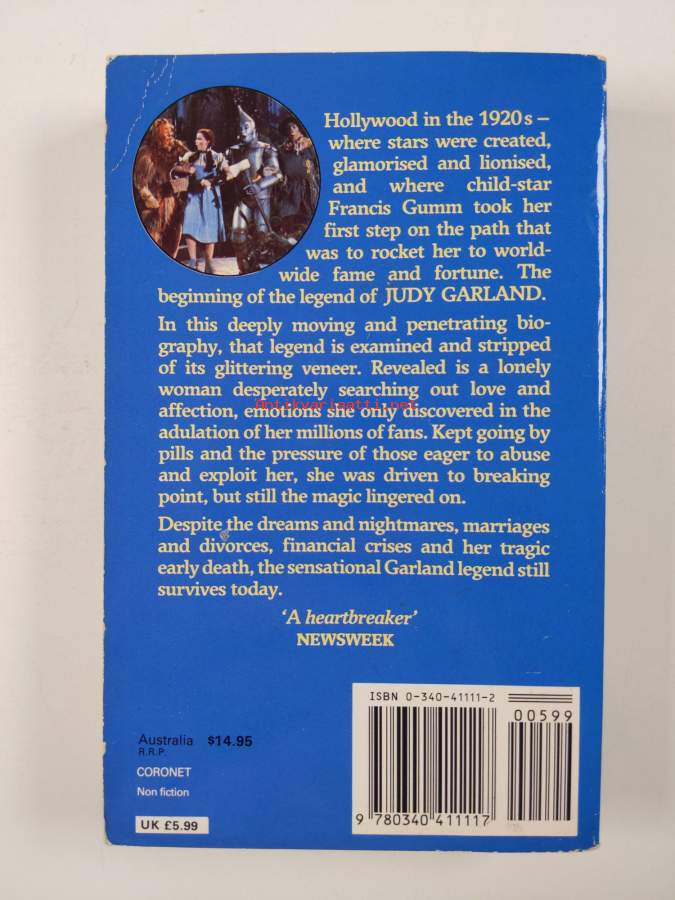 Hollywood in the 1920s –
where stars were created,
glamorised and lionised,
and where child-star
Francis Gumm took her
first step on the path that
was to rocket her to world-
wide fame and fortune. The
beginning of the legend of JUDY GARLAND.
In this deeply moving and penetrating bio-
graphy, that legend is examined and stripped
of its glittering veneer. Revealed is a lonely
woman desperately searching out love and
affection, emotions she only discovered in the
Antikvariaatti.net
adulation of her millions of fans. Kept going by
pills and the pressure of those eager to abuse
and exploit her, she was driven to breaking
point, but still the magic lingered on.
Despite the dreams and nightmares, marriages
and divorces, financial crises and her tragic
early death, the sensational Garland legend still
survives today.
'A heartbreaker'
NEWSWEEK
ISBN 0-340-41111-2
00599
Australia $14.95
R.R.P.
CORONET
Non fiction
UK £5.99
9 780340 411117